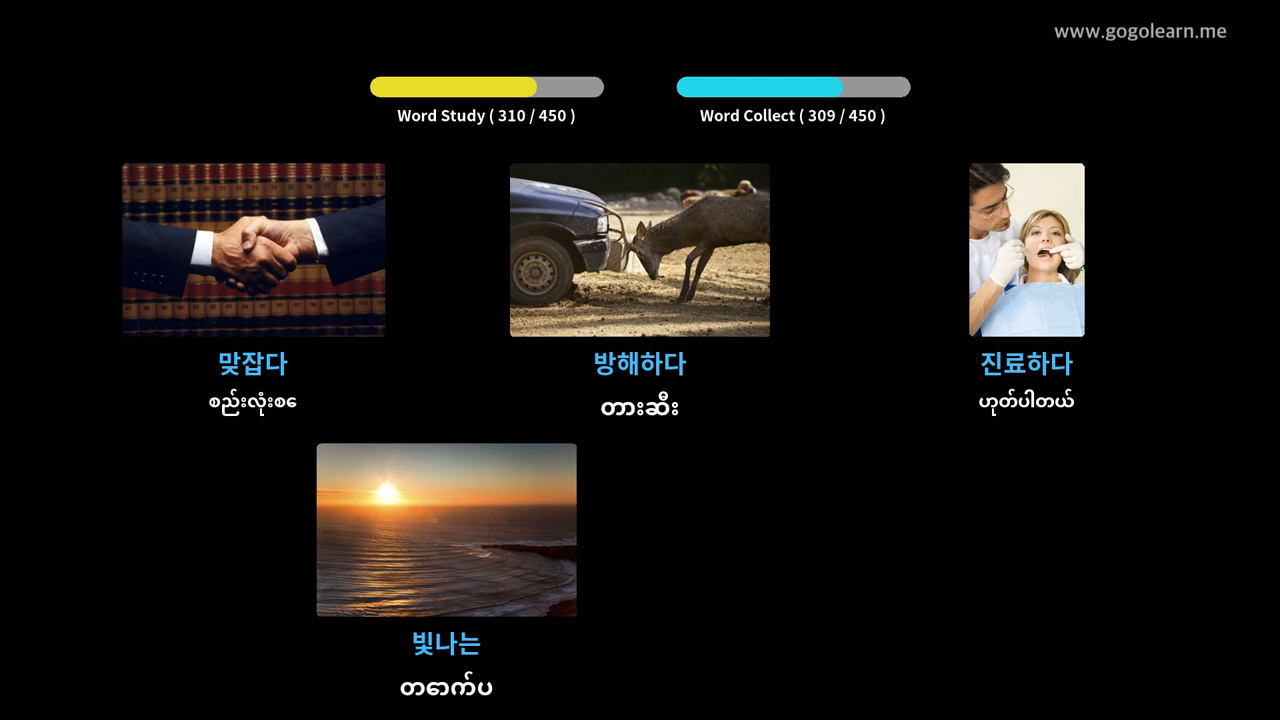 www.gogolearn.me
Word Study ( 310 / 450 )
Word Collect ( 309 / 450 )
맞잡다
စည်းလုံးစေ
방해하다
တားဆီး
진료하다
ဟုတ်ပါတယ်
빛나는
တောက်ပ